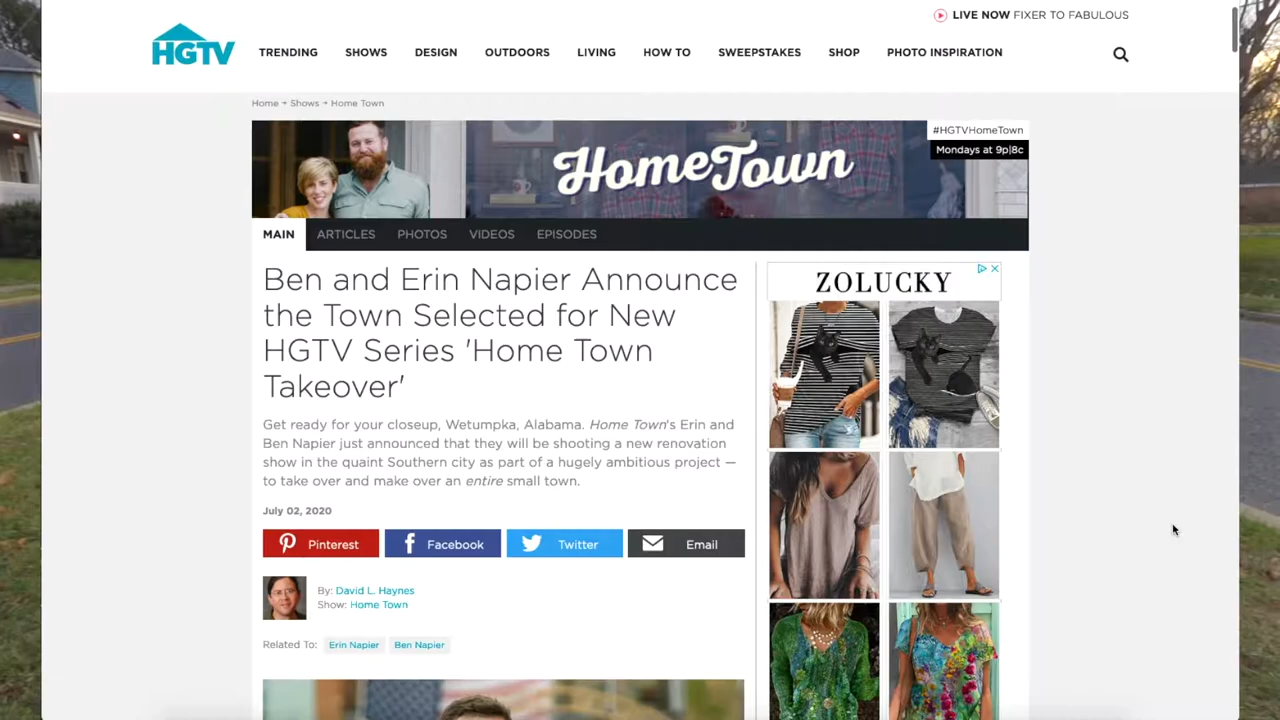 LIVE NOW FIXER TO FABULOUS
HGTV
TRENDING SHOWS DESIGN OUTDOORS LIVING HOW TO SWEEPSTAKES SHOP PHOTO INSPIRATION
Home → Shows → Home Town
HomeTown
#HGTVHomeTown
Mondays at 9p|8c
MAIN ARTICLES PHOTOS VIDEOS EPISODES
Ben and Erin Napier Announce
the Town Selected for New
HGTV Series 'Home Town
Takeover'
Get ready for your closeup, Wetumpka, Alabama. Home Town's Erin and
Ben Napier just announced that they will be shooting a new renovation
show in the quaint Southern city as part of a hugely ambitious project —
to take over and make over an entire small town.
July 02, 2020
Pinterest Facebook Twitter Email
By: David L. Haynes
Show: Home Town
Related To: Erin Napier Ben Napier
ZOLUCKY